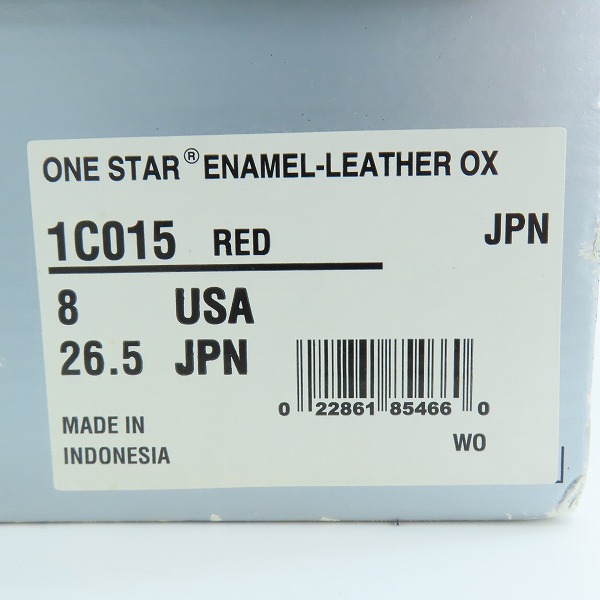 ONE STAR® ENAMEL-LEATHER OX
1C015 RED JPN
8 USA
26.5 JPN
0 22861 85466 0
MADE IN
INDONESIA
WO